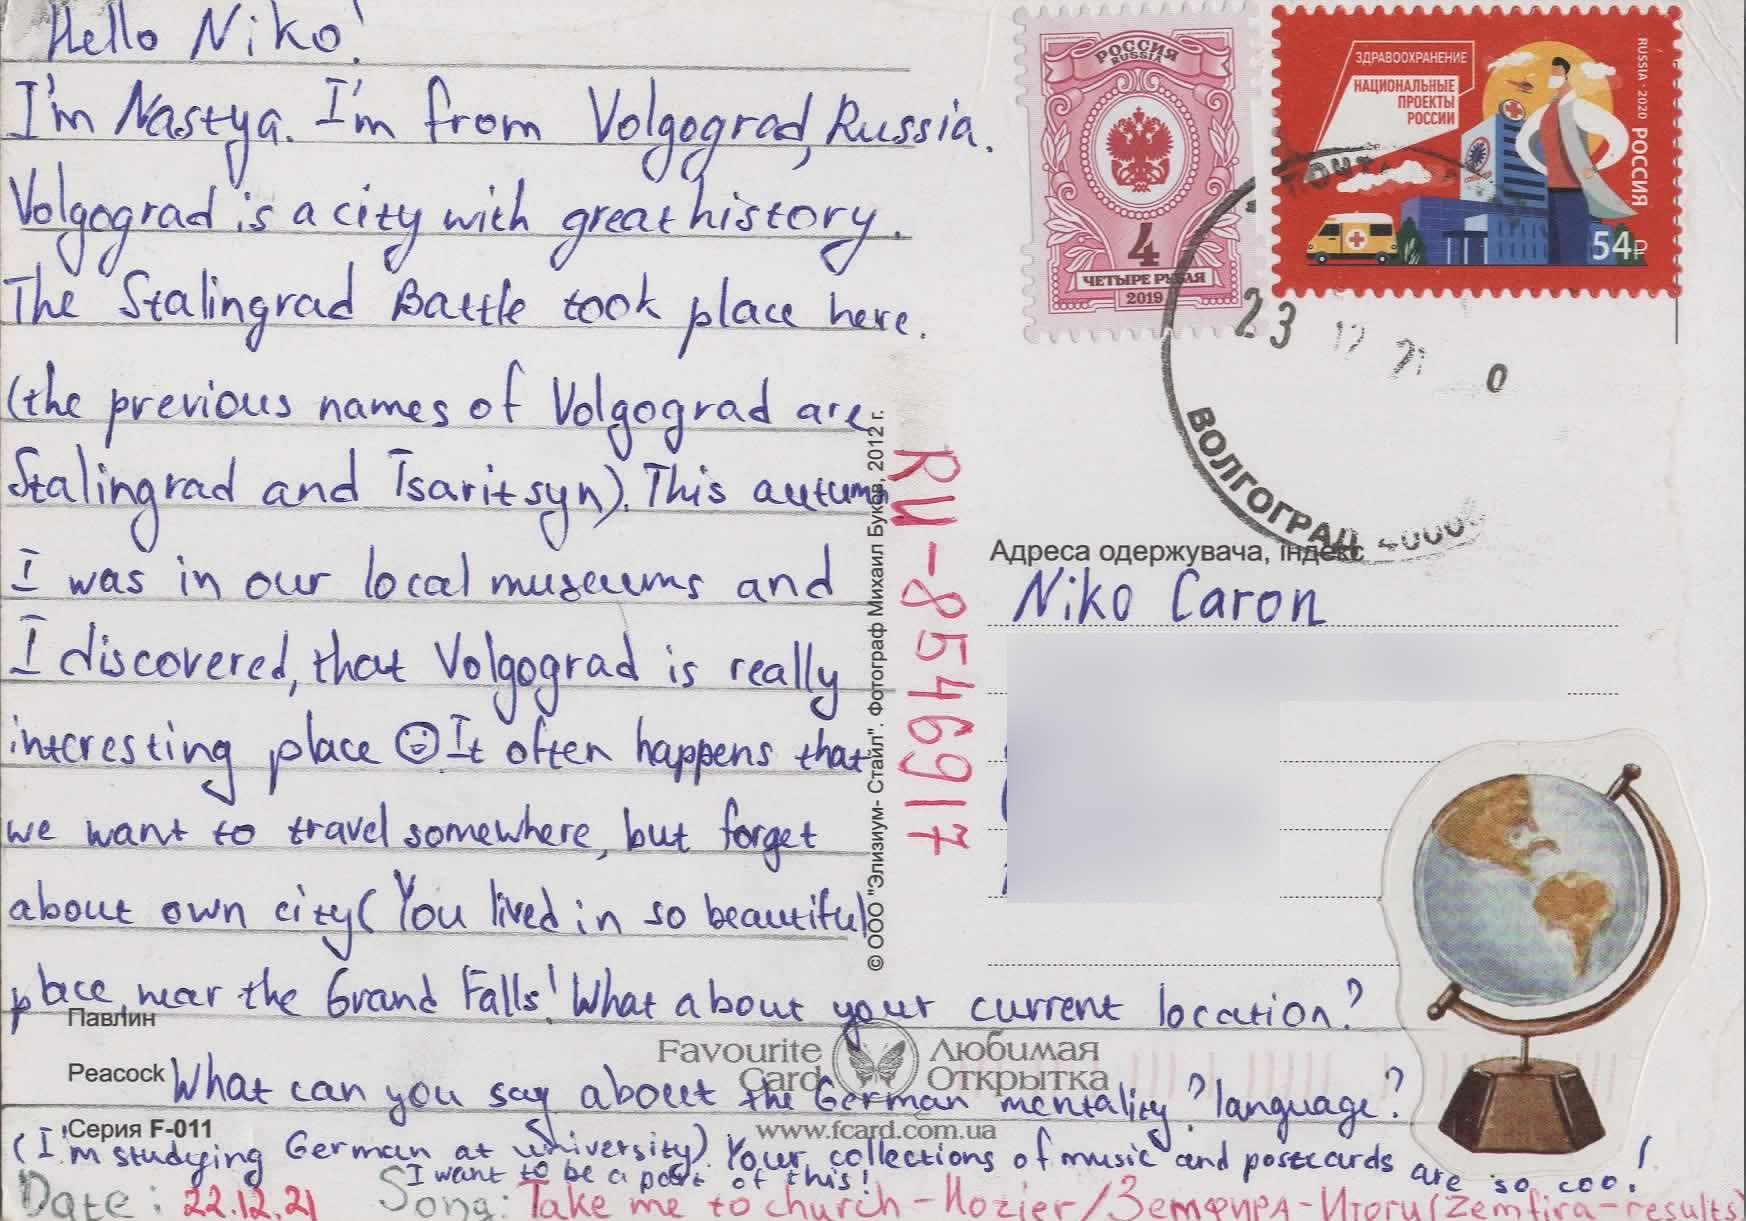 Hello Niko!
I'm Nastya. I'm from Volgograd, Russia.
Volgograd is a city with great history.
The Stalingrad Battle took place here.
(the previous names of Volgograd are
Stalingrad and Tsaritsyn). This autumn
I was in our local museums and
I discovered, that Volgograd is really
interesting place ☺ It often happens that
we want to travel somewhere, but forget
about own city( You lived in so beautiful
place, near the Grand Falls! What about your current location?
What can you say about the German mentality? language?
(I'm studying German at university). Your collections of music and postcards are so cool!
I want to be a part of this!
Date: 22.12.21 Song: Take me to church - Hozier / Земфира - Итоги (Zemfira - results)
Павлин
Peacock
Серия F-011
Favourite Card
Любимая Открытка
www.fcard.com.ua
© ООО "Элизиум- Стайл". Фотограф Михаил Буков, 2012 г.
RU-8546917
РОССИЯ
RUSSIA
4
ЧЕТЫРЕ РУБЛЯ
2019
ЗДРАВООХРАНЕНИЕ
НАЦИОНАЛЬНЫЕ
ПРОЕКТЫ
РОССИИ
RUSSIA · 2020 РОССИЯ
54₽
23 12 21 0
ВОЛГОГРАД
Адреса одержувача, індекс
Niko Caron